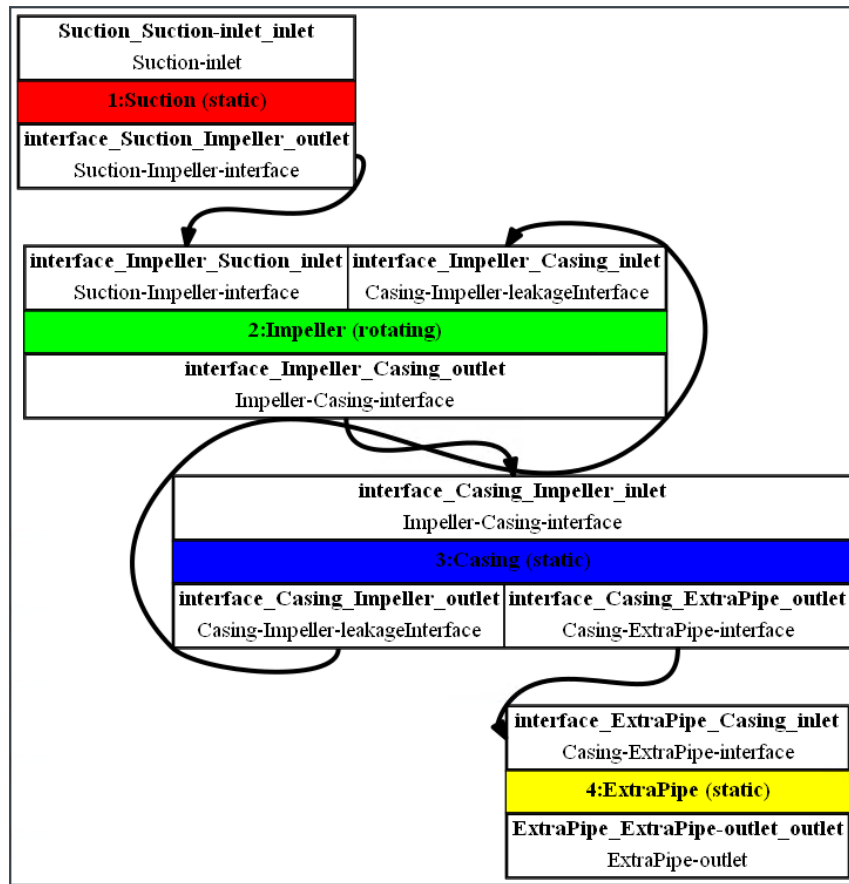 Suction_Suction-inlet_inlet
Suction-inlet
1:Suction (static)
interface_Suction_Impeller_outlet
Suction-Impeller-interface
interface_Impeller_Suction_inlet
Suction-Impeller-interface
interface_Impeller_Casing_inlet
Casing-Impeller-leakageInterface
2:Impeller (rotating)
interface_Impeller_Casing_outlet
Impeller-Casing-interface
interface_Casing_Impeller_inlet
Impeller-Casing-interface
3:Casing (static)
interface_Casing_Impeller_outlet
Casing-Impeller-leakageInterface
interface_Casing_ExtraPipe_outlet
Casing-ExtraPipe-interface
interface_ExtraPipe_Casing_inlet
Casing-ExtraPipe-interface
4:ExtraPipe (static)
ExtraPipe_ExtraPipe-outlet_outlet
ExtraPipe-outlet